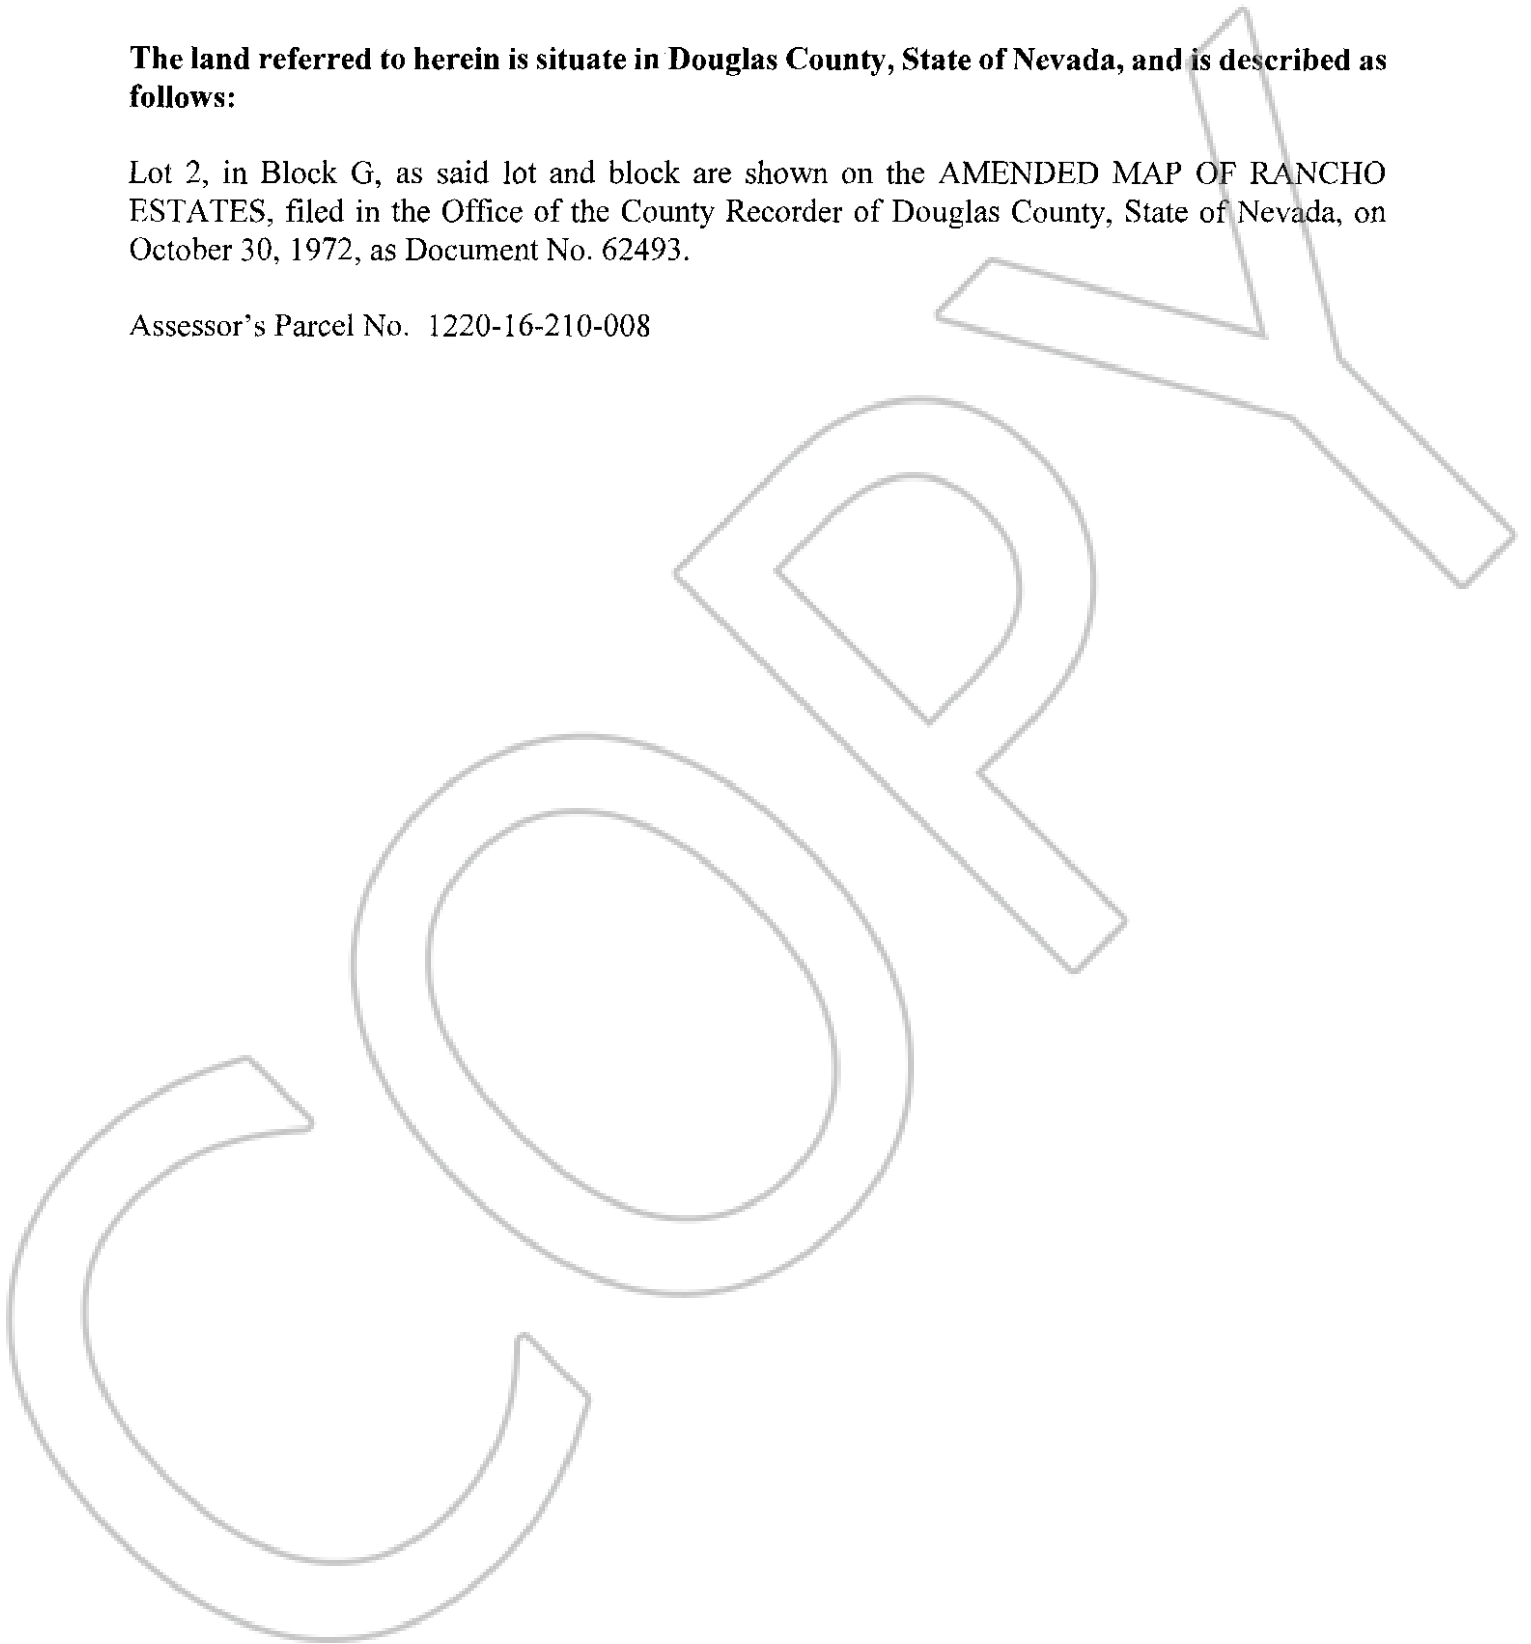 The land referred to herein is situate in Douglas County, State of Nevada, and is described as
follows:
Lot 2, in Block G, as said lot and block are shown on the AMENDED MAP OF RANCHO
ESTATES, filed in the Office of the County Recorder of Douglas County, State of Nevada, on
October 30, 1972, as Document No. 62493.
Assessor's Parcel No. 1220-16-210-008
COPY